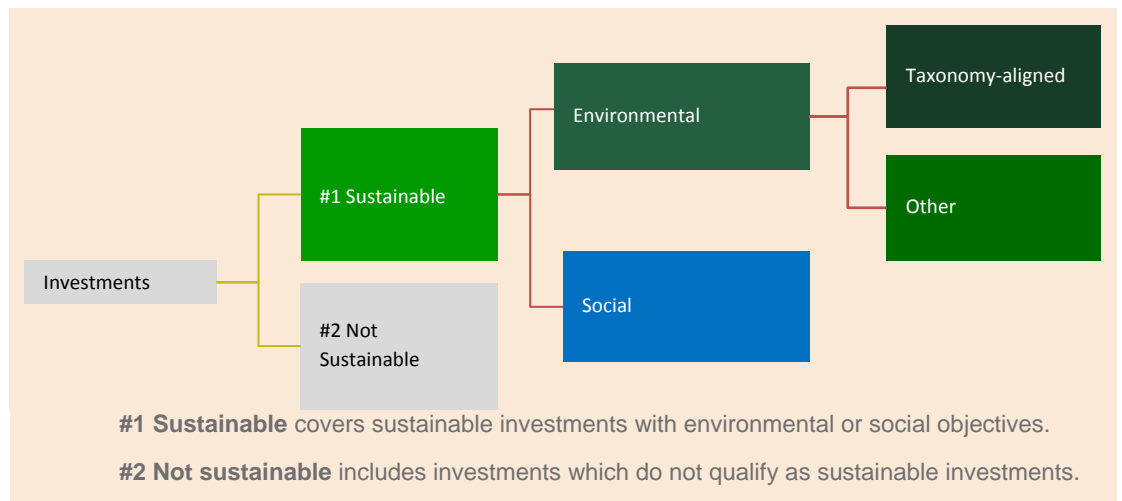 Taxonomy-aligned
Environmental
#1 Sustainable
Other
Investments
Social
#2 Not
Sustainable
#1 Sustainable covers sustainable investments with environmental or social objectives.
#2 Not sustainable includes investments which do not qualify as sustainable investments.